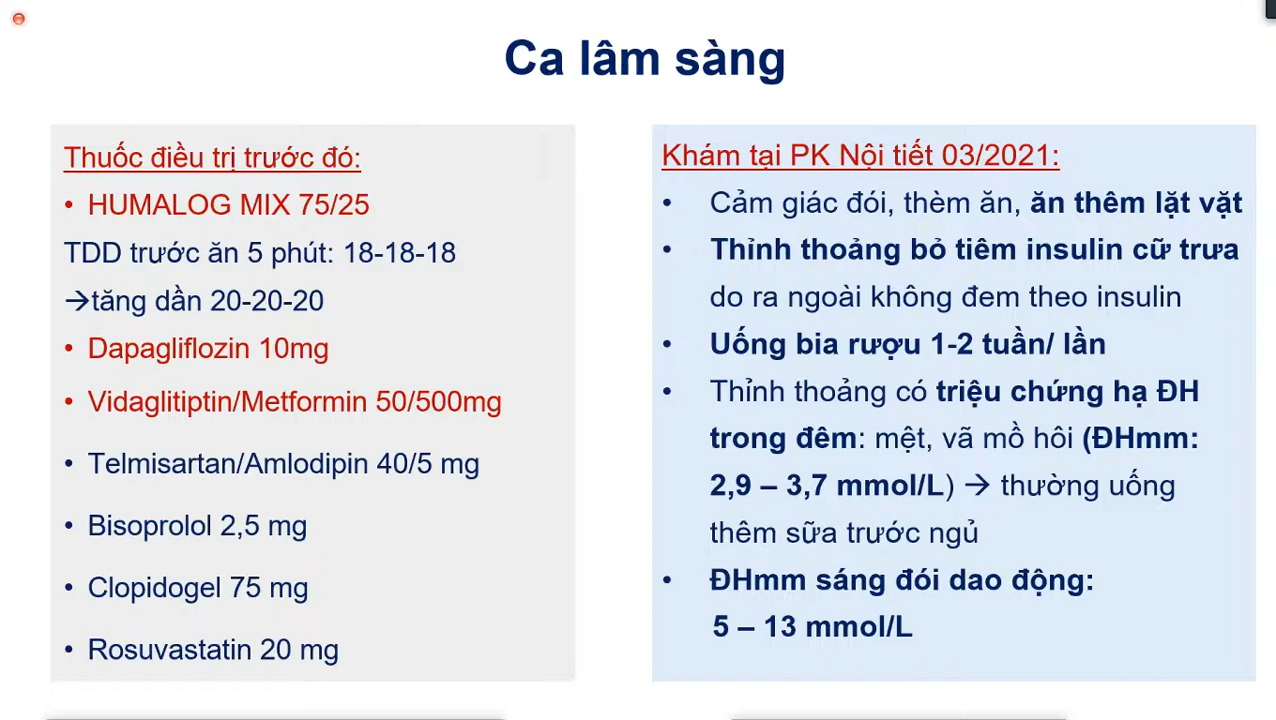 Ca lâm sàng
Thuốc điều trị trước đó:
• HUMALOG MIX 75/25
TDD trước ăn 5 phút: 18-18-18
→tăng dần 20-20-20
• Dapagliflozin 10mg
• Vidaglitiptin/Metformin 50/500mg
• Telmisartan/Amlodipin 40/5 mg
• Bisoprolol 2,5 mg
• Clopidogel 75 mg
• Rosuvastatin 20 mg
Khám tại PK Nội tiết 03/2021:
• Cảm giác đói, thèm ăn, ăn thêm lặt vặt
• Thỉnh thoảng bỏ tiêm insulin cữ trưa
do ra ngoài không đem theo insulin
• Uống bia rượu 1-2 tuần/ lần
• Thỉnh thoảng có triệu chứng hạ ĐH
trong đêm: mệt, vã mồ hôi (ĐHmm:
2,9 – 3,7 mmol/L) → thường uống
thêm sữa trước ngủ
• ĐHmm sáng đói dao động:
5 – 13 mmol/L